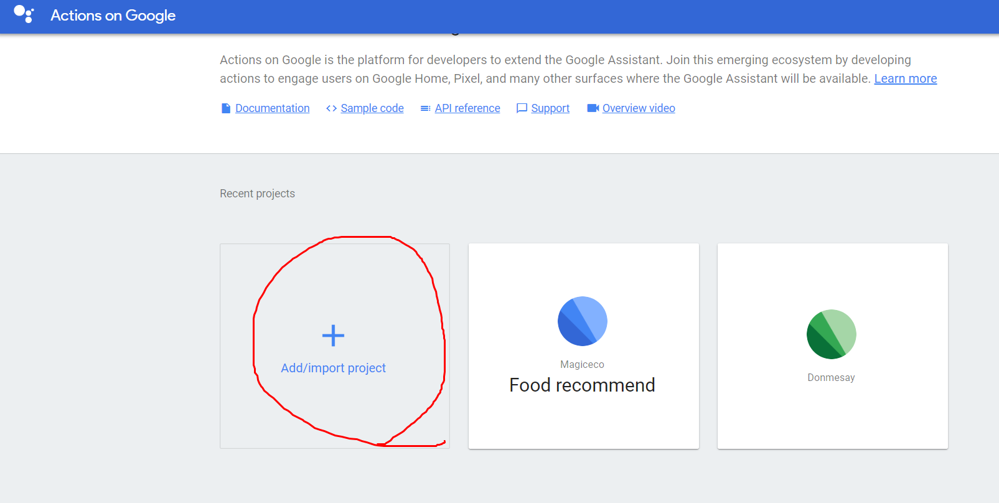 Actions on Google
Actions on Google is the platform for developers to extend the Google Assistant. Join this emerging ecosystem by developing
actions to engage users on Google Home, Pixel, and many other surfaces where the Google Assistant will be available. Learn more
Documentation Sample code API reference Support Overview video
Recent projects
Add/import project
Magiceco
Food recommend
Donmesay